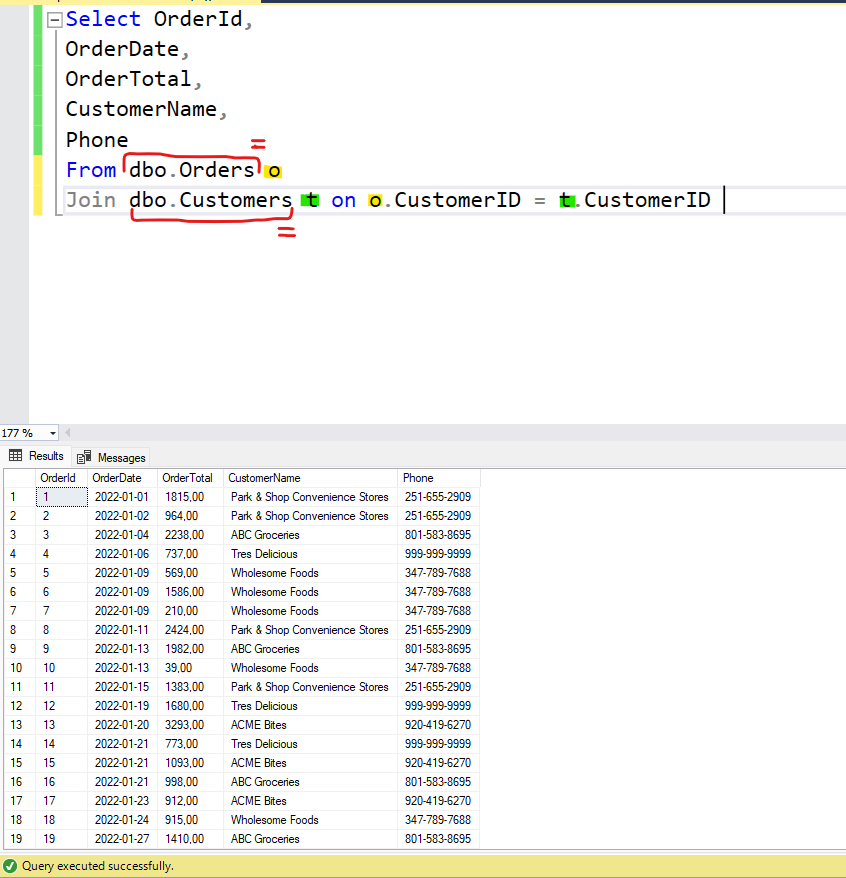 Select OrderId,
OrderDate,
OrderTotal,
CustomerName,
Phone
=
From dbo.Orders o
Join dbo.Customers t on o.CustomerID = t.CustomerID
=
177 %
Results Messages
OrderId OrderDate OrderTotal CustomerName Phone
1 1 2022-01-01 1815,00 Park & Shop Convenience Stores 251-655-2909
2 2 2022-01-02 964,00 Park & Shop Convenience Stores 251-655-2909
3 3 2022-01-04 2238,00 ABC Groceries 801-583-8695
4 4 2022-01-06 737,00 Tres Delicious 999-999-9999
5 5 2022-01-09 569,00 Wholesome Foods 347-789-7688
6 6 2022-01-09 1586,00 Wholesome Foods 347-789-7688
7 7 2022-01-09 210,00 Wholesome Foods 347-789-7688
8 8 2022-01-11 2424,00 Park & Shop Convenience Stores 251-655-2909
9 9 2022-01-13 1982,00 ABC Groceries 801-583-8695
10 10 2022-01-13 39,00 Wholesome Foods 347-789-7688
11 11 2022-01-15 1383,00 Park & Shop Convenience Stores 251-655-2909
12 12 2022-01-19 1680,00 Tres Delicious 999-999-9999
13 13 2022-01-20 3293,00 ACME Bites 920-419-6270
14 14 2022-01-21 773,00 Tres Delicious 999-999-9999
15 15 2022-01-21 1093,00 ACME Bites 920-419-6270
16 16 2022-01-21 998,00 ABC Groceries 801-583-8695
17 17 2022-01-23 912,00 ACME Bites 920-419-6270
18 18 2022-01-24 915,00 Wholesome Foods 347-789-7688
19 19 2022-01-27 1410,00 ABC Groceries 801-583-8695
Query executed successfully.